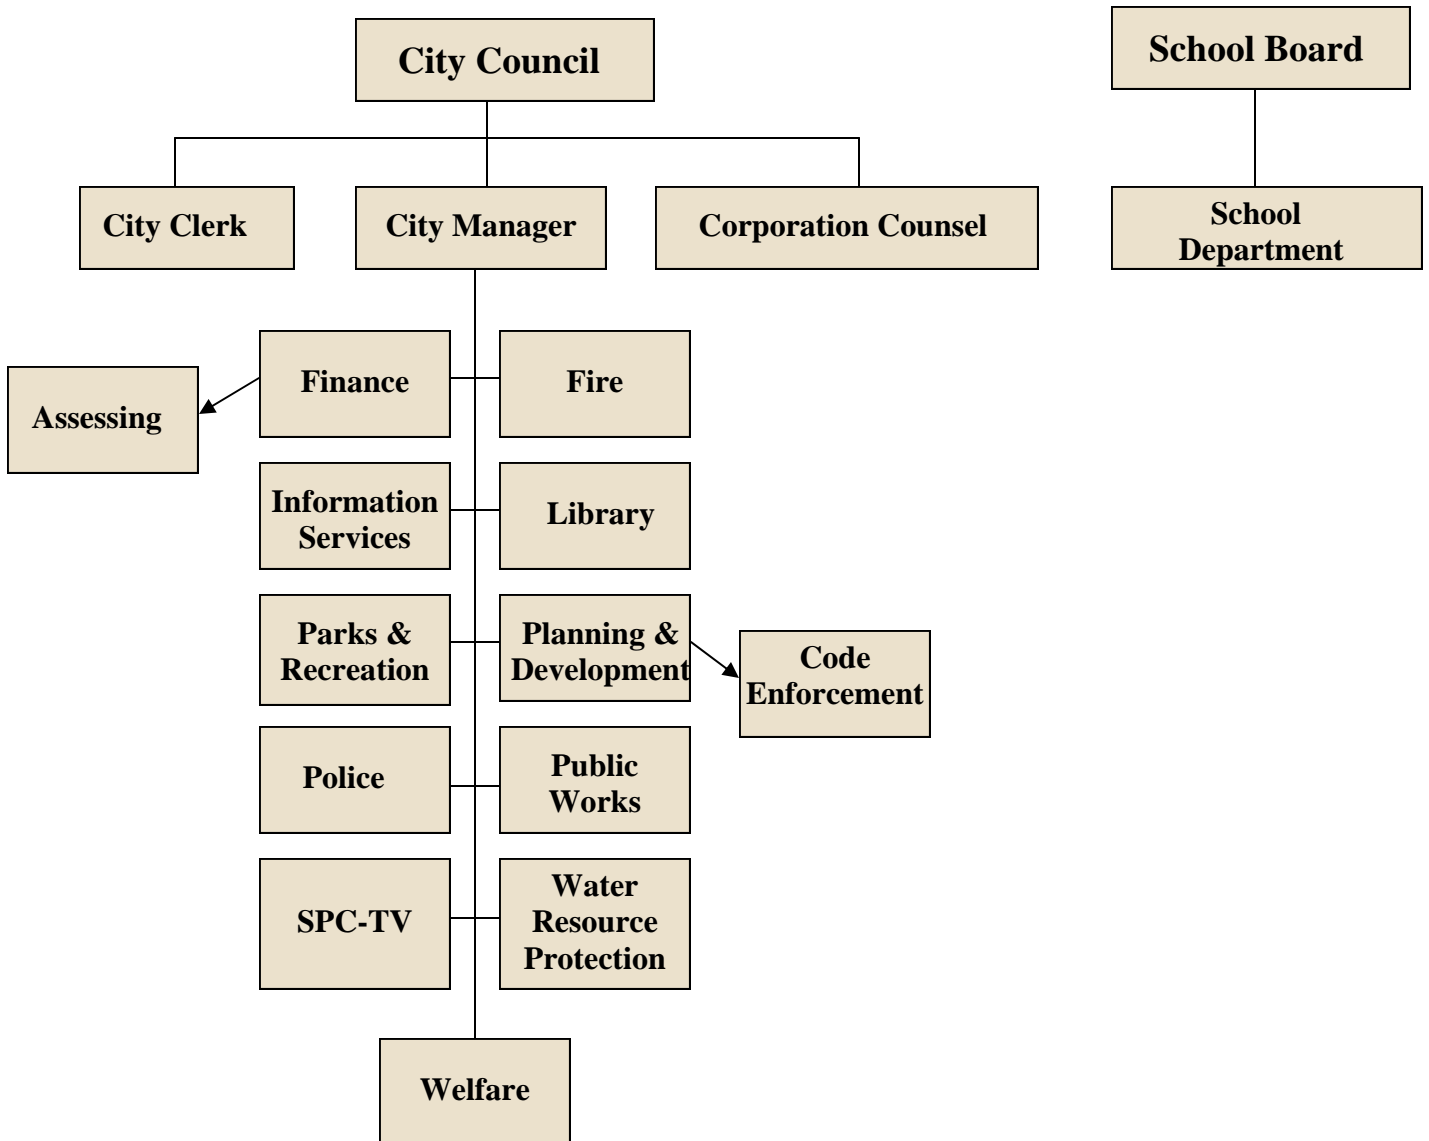 City Council
School Board
City Clerk
City Manager
Corporation Counsel
School
Department
Finance
Fire
Assessing
Information
Services
Library
Parks &
Recreation
Planning &
Development
Code
Enforcement
Police
Public
Works
SPC-TV
Water
Resource
Protection
Welfare